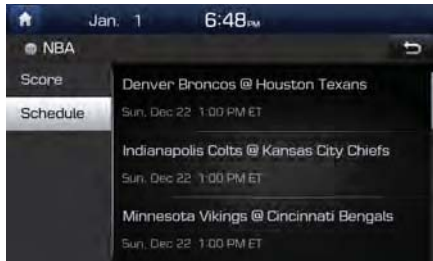 Jan. 1 6:48 PM
NBA
Score
Schedule
Denver Broncos @ Houston Texans
Sun, Dec 22 1:00 PM ET
Indianapolis Colts @ Kansas City Chiefs
Sun, Dec 22 1:00 PM ET
Minnesota Vikings @ Cincinnati Bengals
Sun, Dec 22 1:00 PM ET